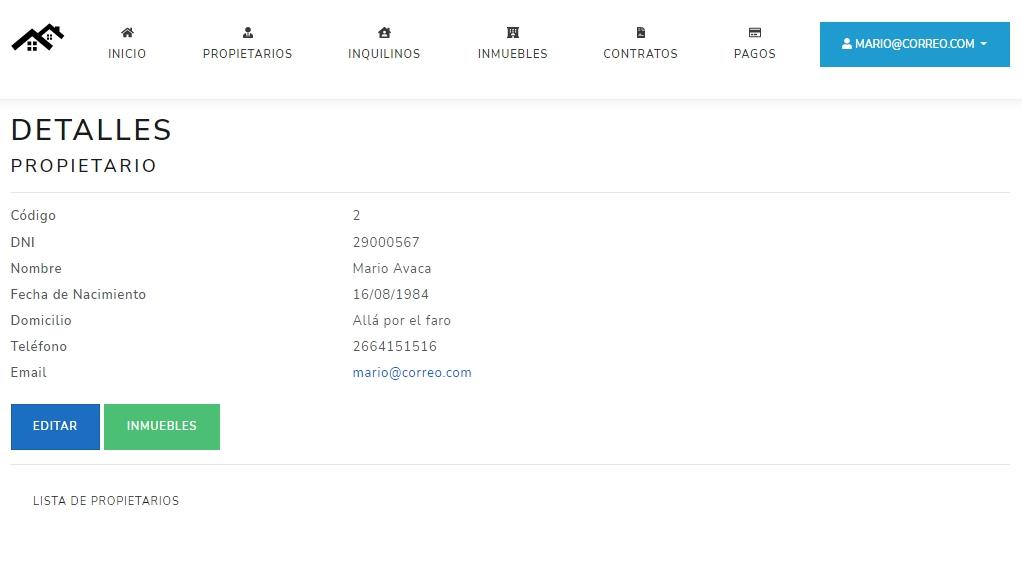 INICIO PROPIETARIOS INQUILINOS INMUEBLES CONTRATOS PAGOS MARIO@CORREO.COM
DETALLES
PROPIETARIO
Código 2
DNI 29000567
Nombre Mario Avaca
Fecha de Nacimiento 16/08/1984
Domicilio Allá por el faro
Teléfono 2664151516
Email mario@correo.com
EDITAR INMUEBLES
LISTA DE PROPIETARIOS